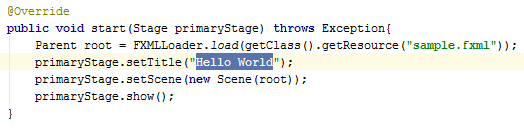 @Override
public void start(Stage primaryStage) throws Exception{
Parent root = FXMLLoader.load(getClass().getResource("sample.fxml"));
primaryStage.setTitle("Hello World");
primaryStage.setScene(new Scene(root));
primaryStage.show();
}